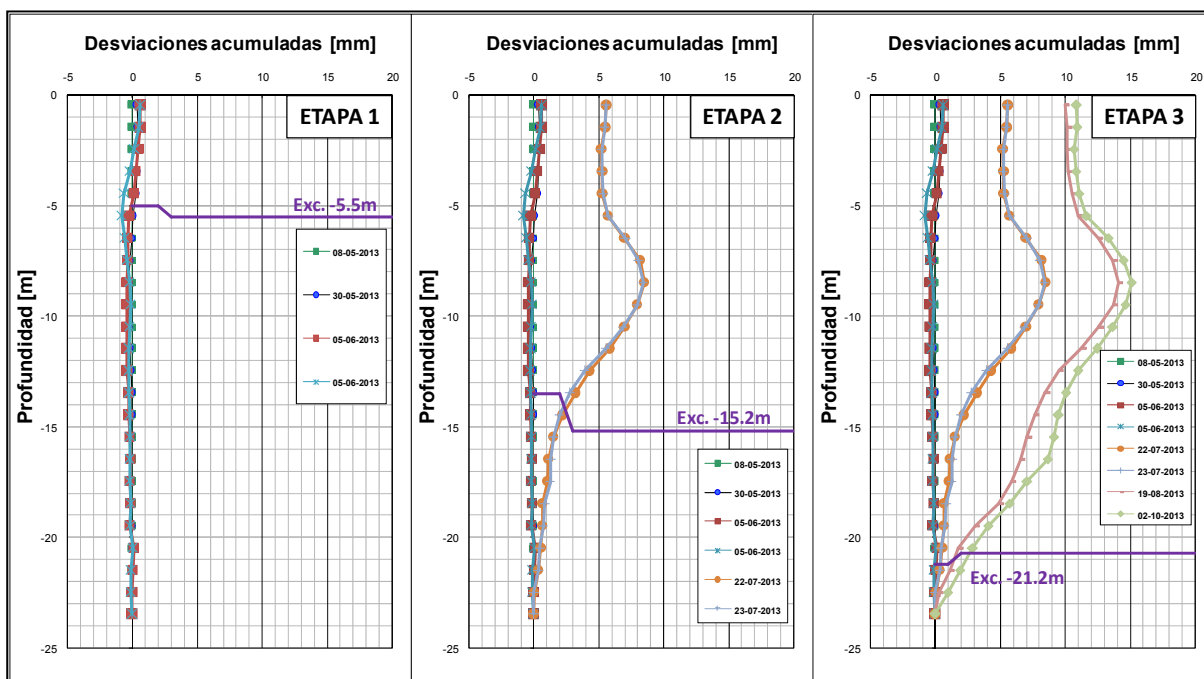 Desviaciones acumuladas [mm]
-5 0 5 10 15 20
ETAPA 1
Profundidad [m]
0
-5
-10
-15
-20
-25
Exc. -5.5m
08-05-2013
30-05-2013
05-06-2013
05-06-2013
Desviaciones acumuladas [mm]
-5 0 5 10 15 20
ETAPA 2
Profundidad [m]
0
-5
-10
-15
-20
-25
Exc. -15.2m
08-05-2013
30-05-2013
05-06-2013
05-06-2013
22-07-2013
23-07-2013
Desviaciones acumuladas [mm]
-5 0 5 10 15 20
ETAPA 3
Profundidad [m]
0
-5
-10
-15
-20
-25
08-05-2013
30-05-2013
05-06-2013
05-06-2013
22-07-2013
23-07-2013
19-08-2013
02-10-2013
Exc. -21.2m